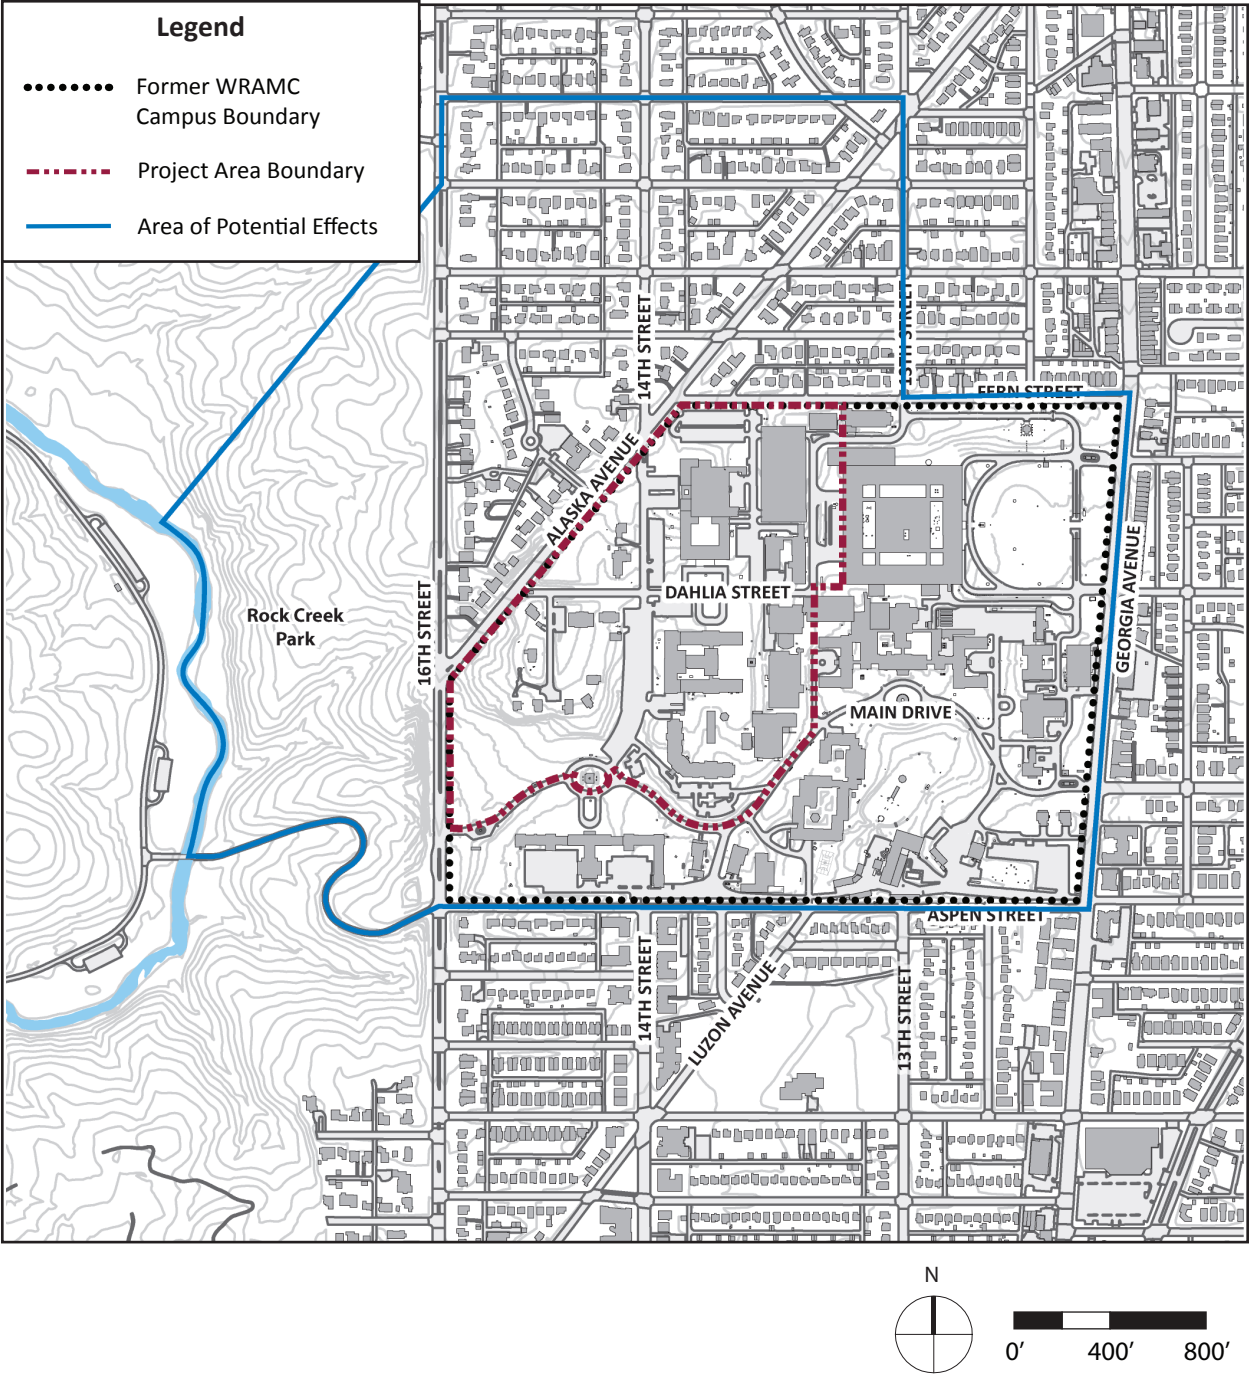 Legend
Former WRAMC
Campus Boundary
Project Area Boundary
Area of Potential Effects
14TH STREET
13TH STREET
FERN STREET
ALASKA AVENUE
GEORGIA AVENUE
DAHLIA STREET
16TH STREET
Rock Creek
Park
MAIN DRIVE
ASPEN STREET
14TH STREET
LUZON AVENUE
13TH STREET
N
0' 400' 800'